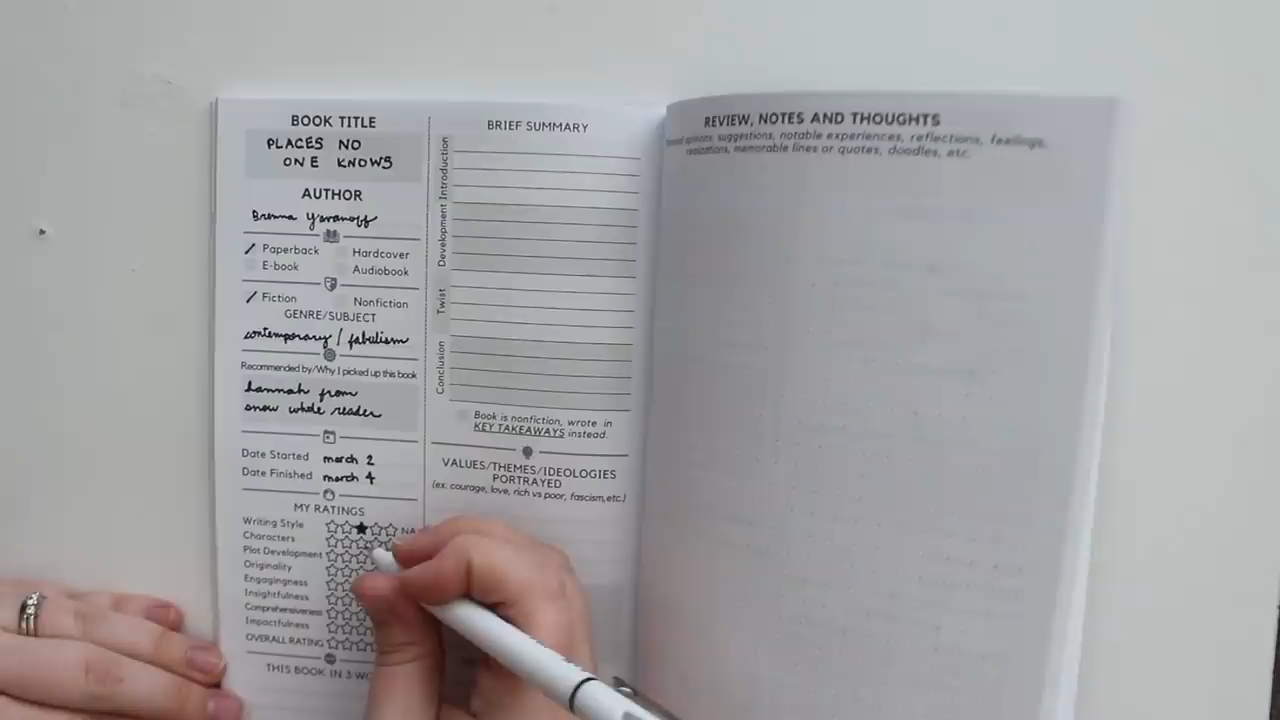 BOOK TITLE
PLACES NO
ONE KNOWS
AUTHOR
Brenna Yovanoff
Paperback
Hardcover
E-book
Audiobook
Fiction
Nonfiction
GENRE/SUBJECT
contemporary / fabulism
Recommended by/Why I picked up this book
hannah from
snow white reader
Date Started march 2
Date Finished march 4
MY RATINGS
Writing Style NA
Characters
Plot Development
Originality
Engagingness
Insightfulness
Comprehensiveness
Impactfulness
OVERALL RATING
THIS BOOK IN 3
BRIEF SUMMARY
Introduction
Development
Twist
Conclusion
Book is nonfiction, wrote in
KEY TAKEAWAYS instead.
VALUES/THEMES/IDEOLOGIES
PORTRAYED
(ex. courage, love, rich vs poor, fascism, etc.)
REVIEW, NOTES AND THOUGHTS
opinions, suggestions, notable experiences, reflections, feelings,
realizations, memorable lines or quotes, doodles, etc.